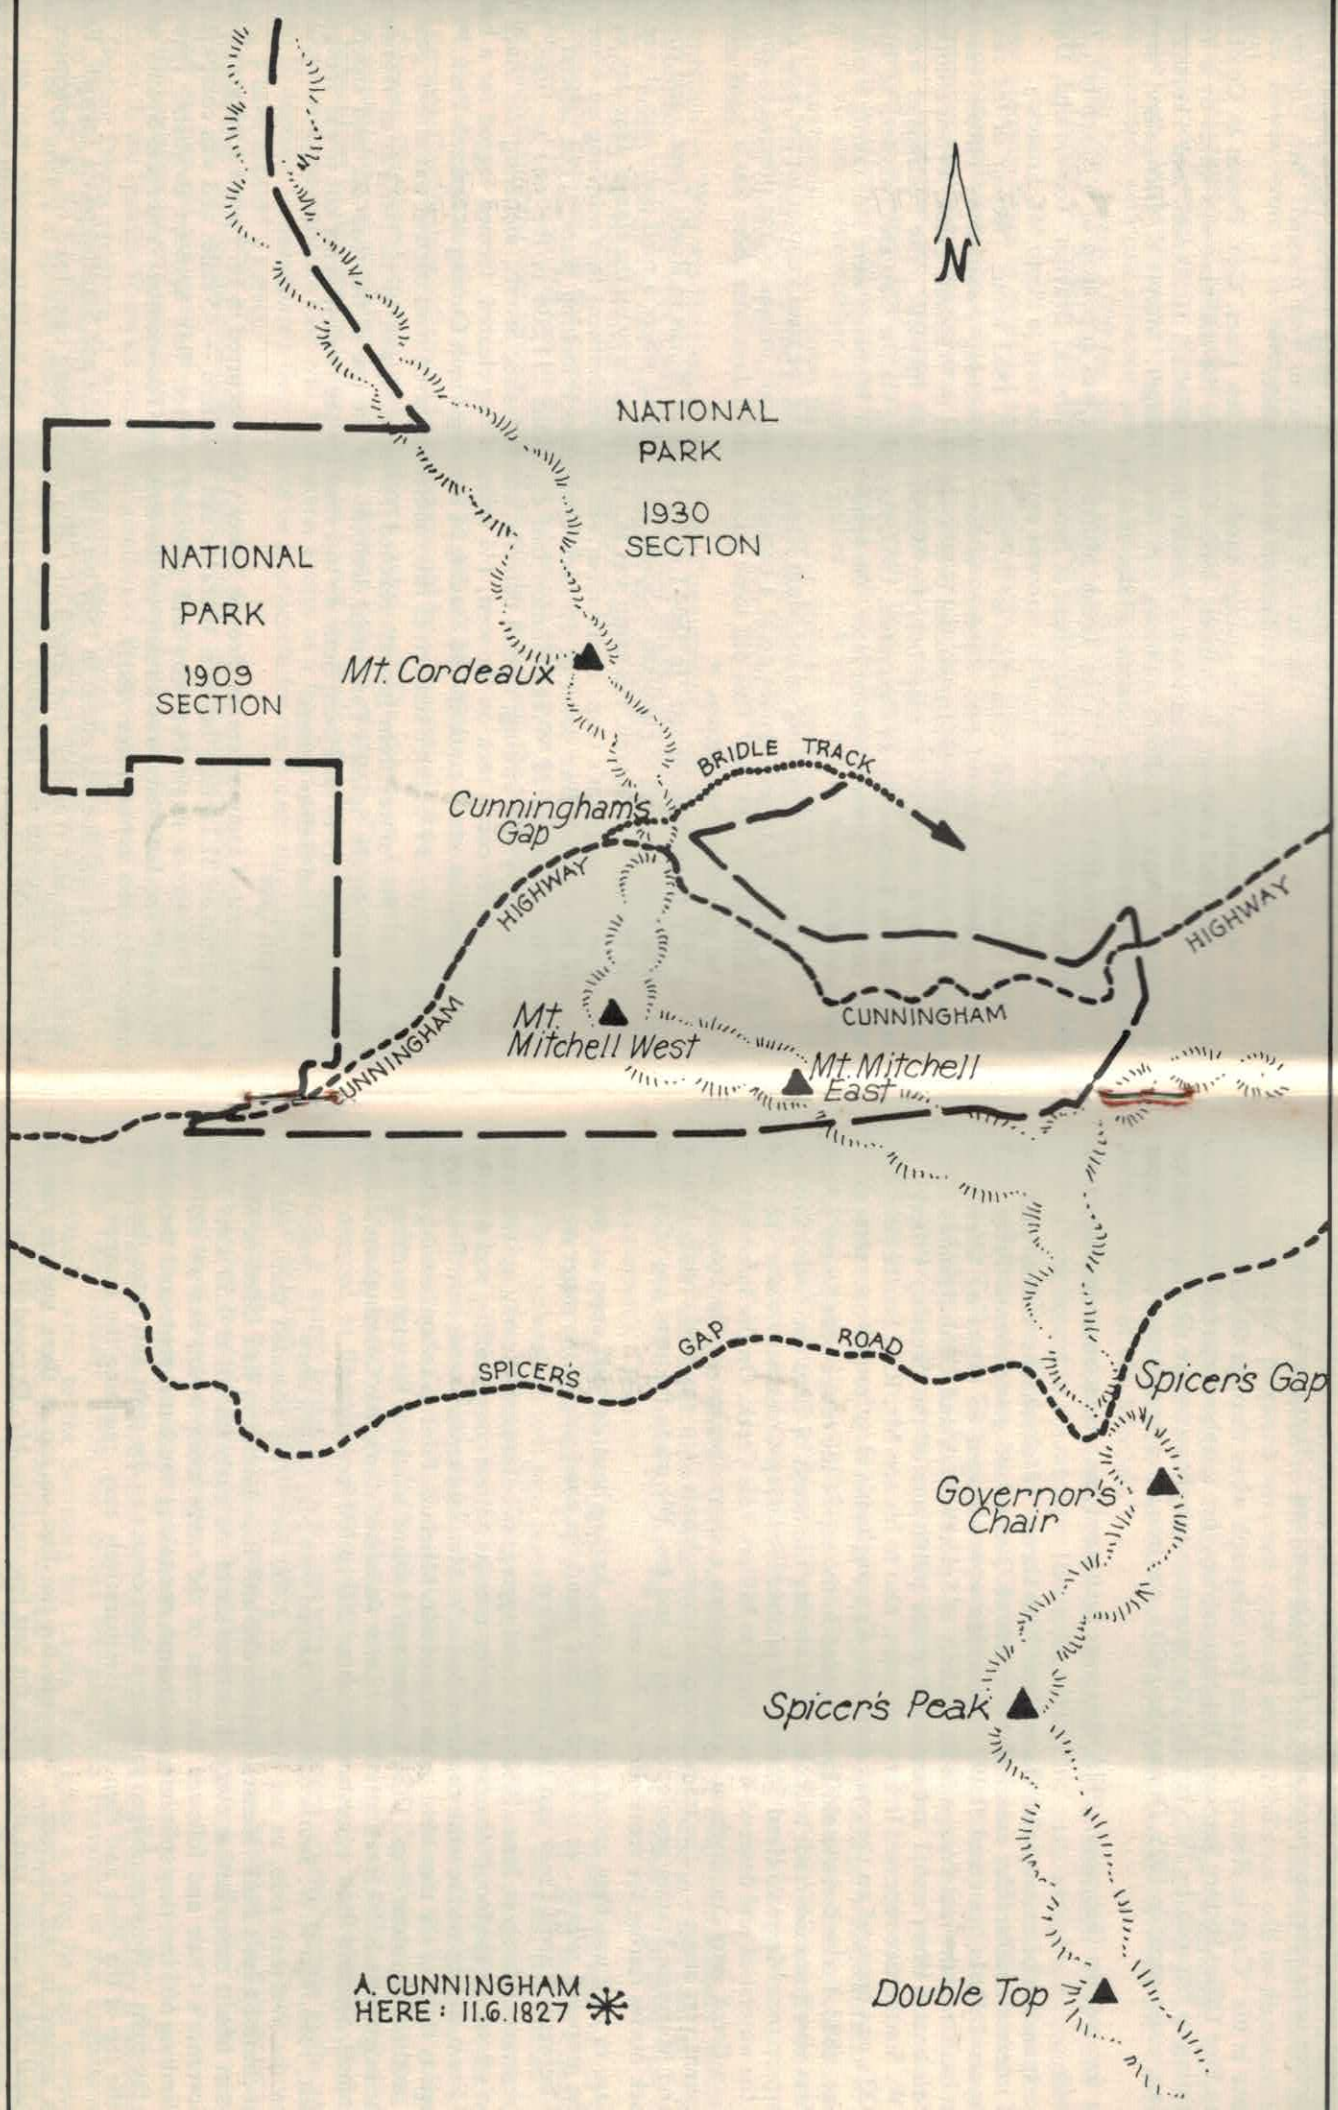 N
NATIONAL
PARK
1930
SECTION
NATIONAL
PARK
1909
SECTION
Mt. Cordeaux
BRIDLE TRACK
Cunningham's
Gap
HIGHWAY
HIGHWAY
CUNNINGHAM
CUNNINGHAM
Mt.
Mitchell West
Mt. Mitchell
East
SPICER'S GAP ROAD
Spicer's Gap
Governor's
Chair
Spicer's Peak
A. CUNNINGHAM
HERE: 11.6.1827
Double Top